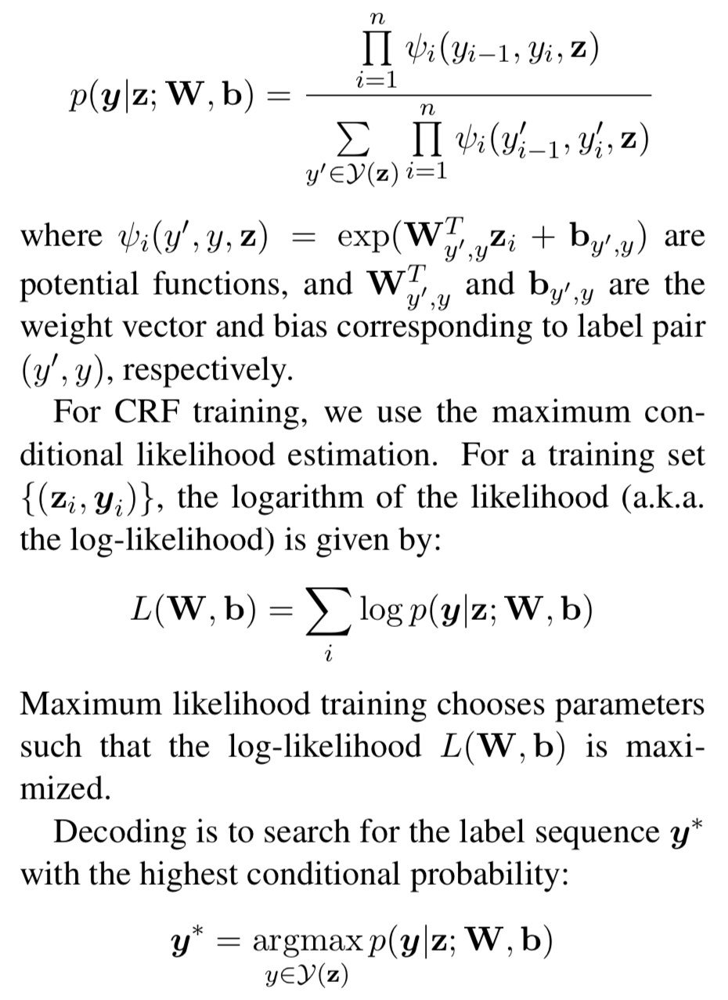 $p(\boldsymbol{y}|\mathbf{z}; \mathbf{W}, \mathbf{b}) = \frac{\prod_{i=1}^{n} \psi_i(y_{i-1}, y_i, \mathbf{z})}{\sum_{y' \in \mathcal{Y}(\mathbf{z})} \prod_{i=1}^{n} \psi_i(y'_{i-1}, y'_i, \mathbf{z})}$
where $\psi_i(y', y, \mathbf{z}) = \exp(\mathbf{W}^T_{y',y} \mathbf{z}_i + \mathbf{b}_{y',y})$ are
potential functions, and $\mathbf{W}^T_{y',y}$ and $\mathbf{b}_{y',y}$ are the
weight vector and bias corresponding to label pair
$(y', y)$, respectively.
For CRF training, we use the maximum con-
ditional likelihood estimation. For a training set
$\{(\mathbf{z}_i, \boldsymbol{y}_i)\}$, the logarithm of the likelihood (a.k.a.
the log-likelihood) is given by:
$L(\mathbf{W}, \mathbf{b}) = \sum_i \log p(\boldsymbol{y}|\mathbf{z}; \mathbf{W}, \mathbf{b})$
Maximum likelihood training chooses parameters
such that the log-likelihood $L(\mathbf{W}, \mathbf{b})$ is maxi-
mized.
Decoding is to search for the label sequence $\boldsymbol{y}^*$
with the highest conditional probability:
$\boldsymbol{y}^* = \underset{y \in \mathcal{Y}(\mathbf{z})}{\operatorname{argmax}} p(\boldsymbol{y}|\mathbf{z}; \mathbf{W}, \mathbf{b})$